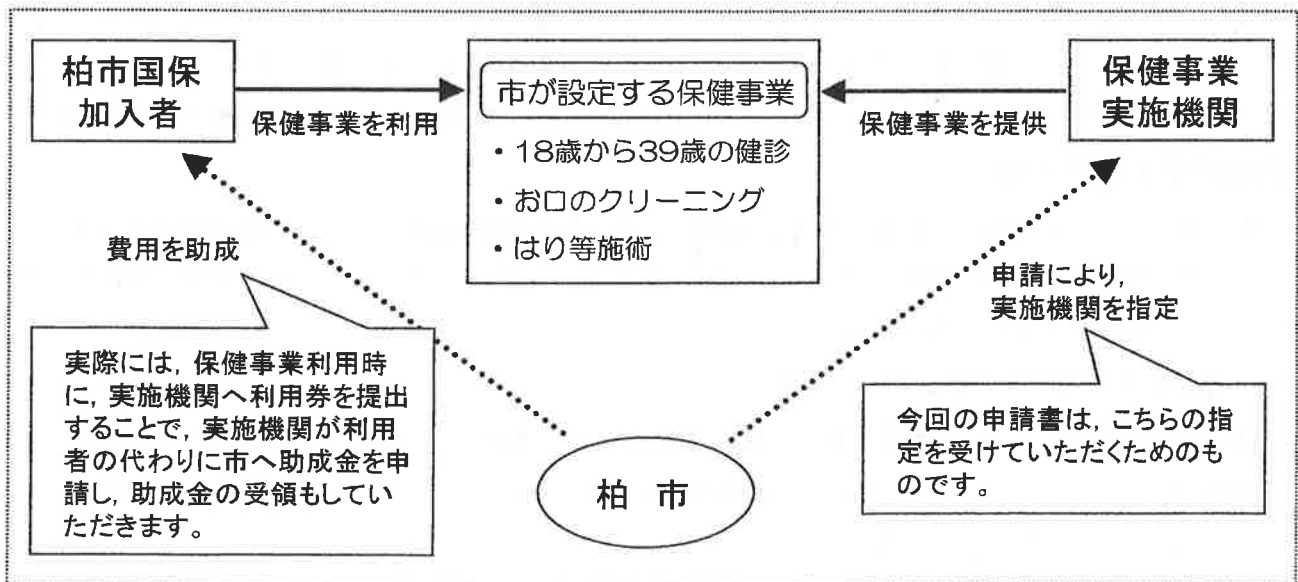 柏市国保
加入者
保健事業を利用
市が設定する保健事業
・18歳から39歳の健診
・お口のクリーニング
・はり等施術
保健事業を提供
保健事業
実施機関
費用を助成
申請により,
実施機関を指定
実際には, 保健事業利用時
に, 実施機関へ利用券を提出
することで, 実施機関が利用
者の代わりに市へ助成金を申
請し, 助成金の受領もしてい
ただきます。
今回の申請書は, こちらの指
定を受けていただくためのも
のです。
柏 市